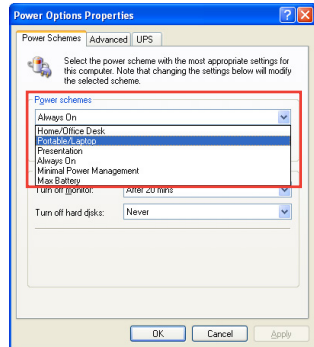 Power Options Properties
Power Schemes Advanced UPS
Select the power scheme with the most appropriate settings for
this computer. Note that changing the settings below will modify
the selected scheme.
Power schemes
Always On
Home/Office Desk
Portable/Laptop
Presentation
Always On
Minimal Power Management
Max Battery
Turn off monitor: After 20 mins
Turn off hard disks: Never
OK Cancel Apply